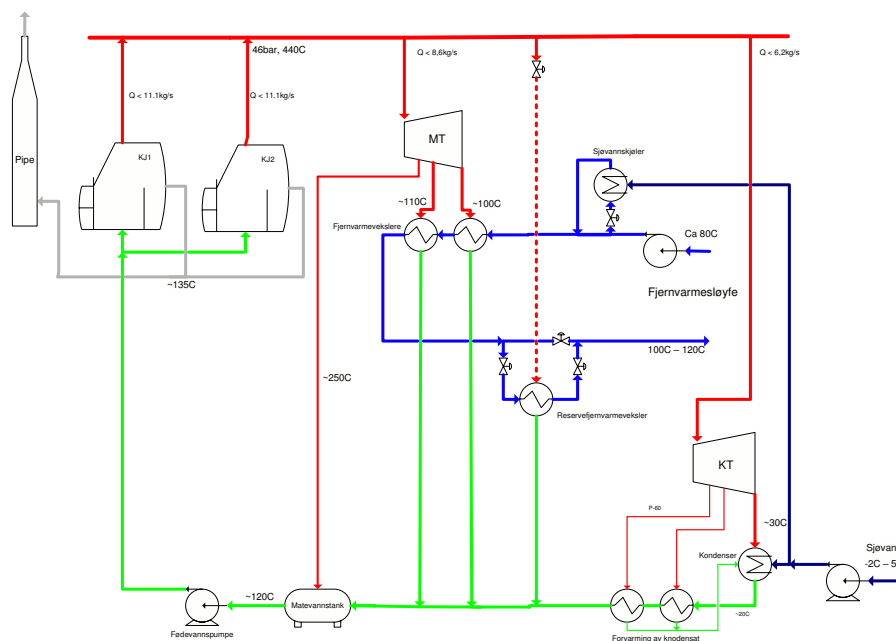 46bar, 440C
Q < 8,6kg/s
Q < 6,2kg/s
Q < 11.1kg/s
Q < 11.1kg/s
Pipe
KJ1
KJ2
MT
Sjøvannskjøler
~110C
~100C
Fjernvarmevekslere
Ca 80C
~135C
Fjernvarmesløyfe
100C – 120C
~250C
Reservefjernvarmeveksler
KT
P-60
~30C
Kondenser
Sjøvan
-2C – 5
~120C
Matevannstank
~20C
Fødevannspumpe
Forvarming av knodensat